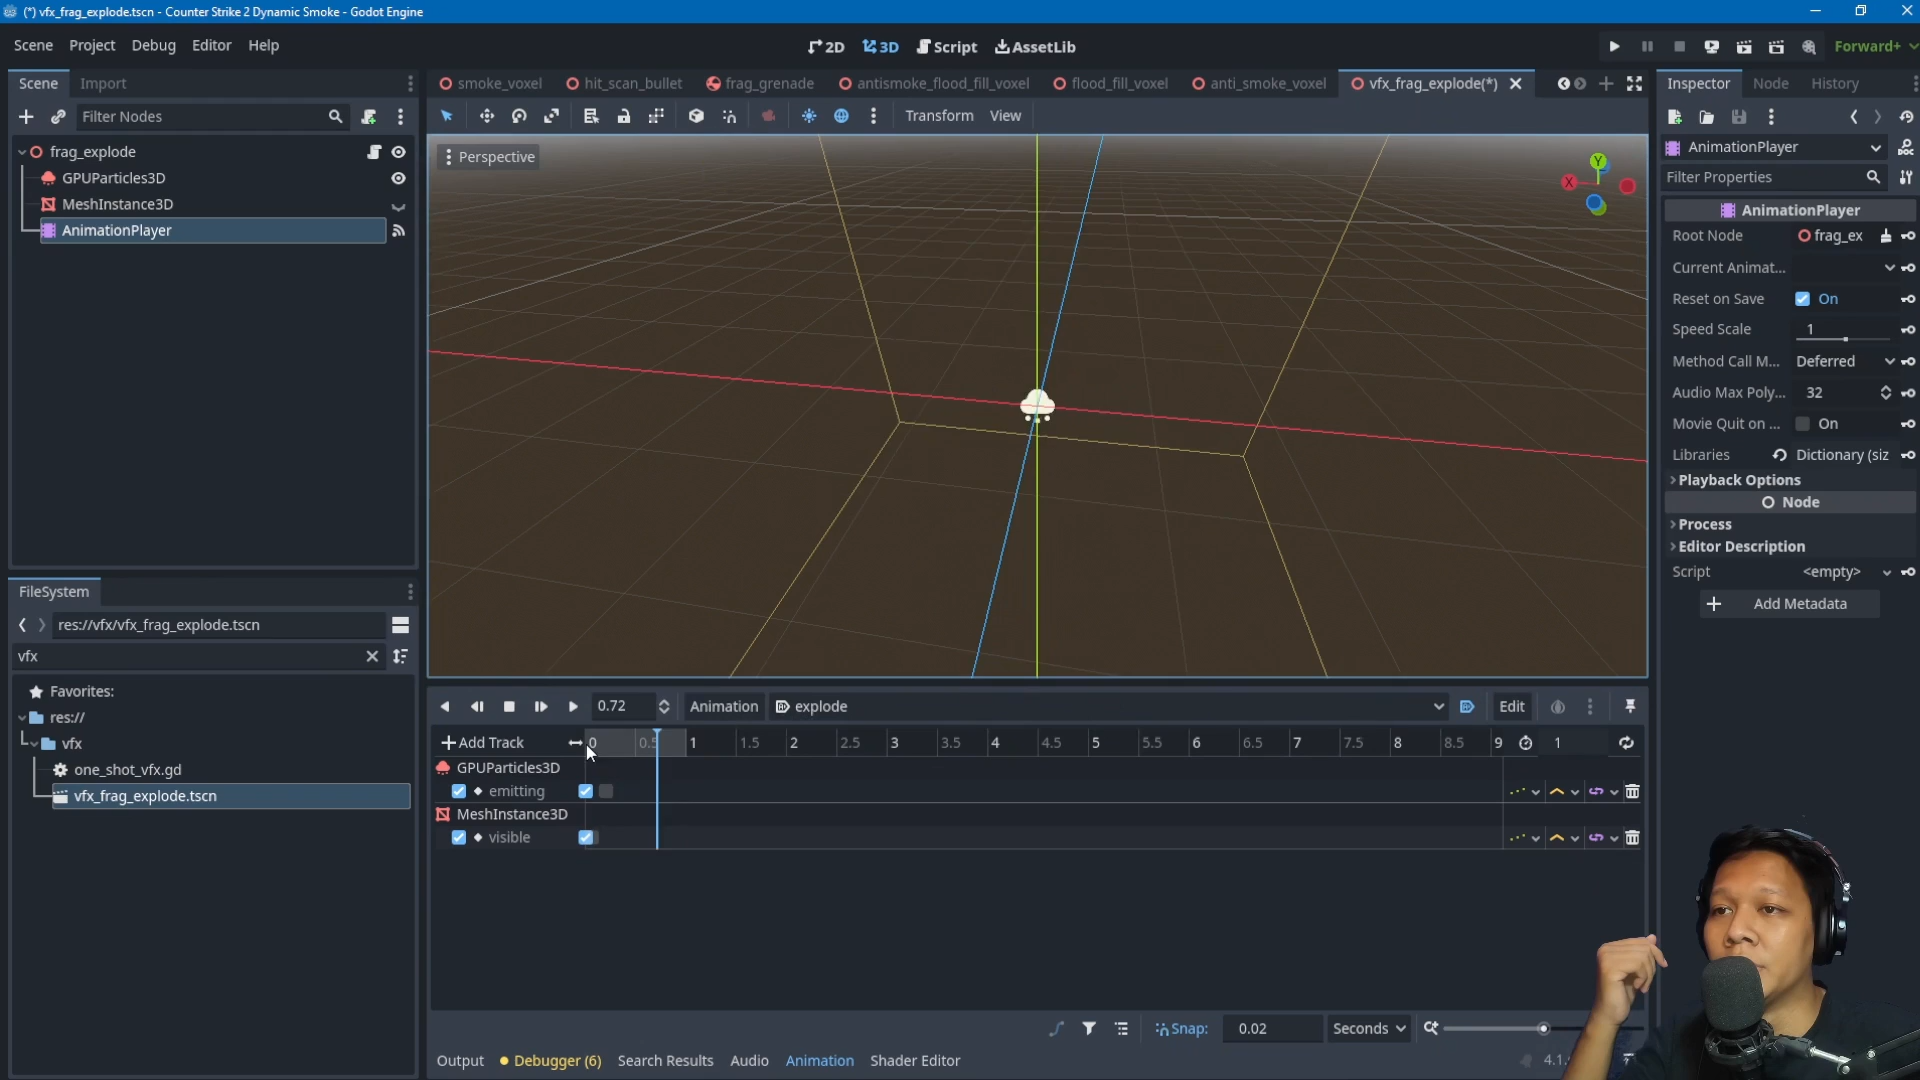 (*) vfx_frag_explode.tscn - Counter Strike 2 Dynamic Smoke - Godot Engine
Scene Project Debug Editor Help
2D 3D Script AssetLib
Forward+
Scene Import
smoke_voxel hit_scan_bullet frag_grenade antismoke_flood_fill_voxel flood_fill_voxel anti_smoke_voxel vfx_frag_explode(*)
Inspector Node History
Filter Nodes
Transform View
frag_explode
GPUParticles3D
MeshInstance3D
AnimationPlayer
Perspective
Y
X
AnimationPlayer
Filter Properties
AnimationPlayer
Root Node frag_ex
Current Animat...
Reset on Save On
Speed Scale 1
Method Call M... Deferred
Audio Max Poly... 32
Movie Quit on ... On
Libraries Dictionary (siz
Playback Options
Node
Process
Editor Description
Script <empty>
Add Metadata
FileSystem
res://vfx/vfx_frag_explode.tscn
vfx
Favorites:
res://
vfx
one_shot_vfx.gd
vfx_frag_explode.tscn
0.72 Animation explode Edit
Add Track 0 0.5 1 1.5 2 2.5 3 3.5 4 4.5 5 5.5 6 6.5 7 7.5 8 8.5 9 1
GPUParticles3D
emitting
MeshInstance3D
visible
Snap: 0.02 Seconds
Output Debugger (6) Search Results Audio Animation Shader Editor
4.1.